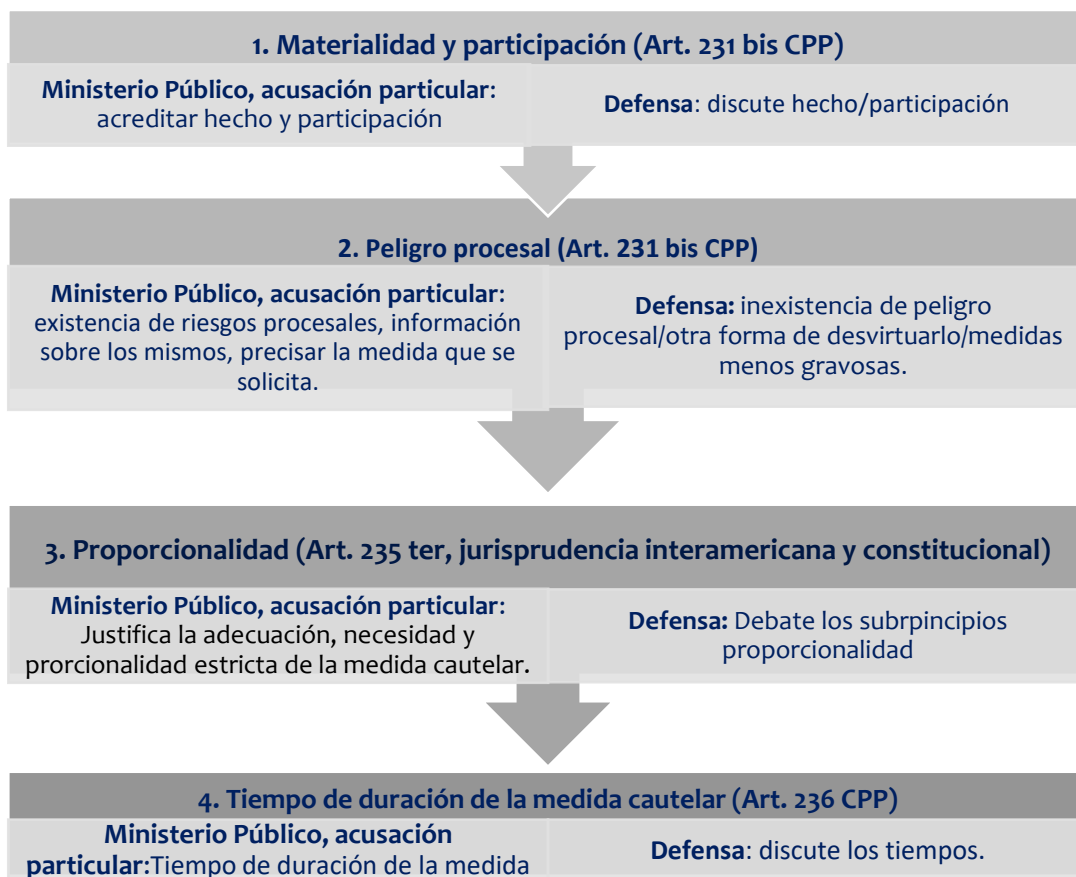 1. Materialidad y participación (Art. 231 bis CPP)
Ministerio Público, acusación particular:
acreditar hecho y participación
Defensa: discute hecho/participación
2. Peligro procesal (Art. 231 bis CPP)
Ministerio Público, acusación particular:
existencia de riesgos procesales, información
sobre los mismos, precisar la medida que se
solicita.
Defensa: inexistencia de peligro
procesal/otra forma de desvirtuarlo/medidas
menos gravosas.
3. Proporcionalidad (Art. 235 ter, jurisprudencia interamericana y constitucional)
Ministerio Público, acusación particular:
Justifica la adecuación, necesidad y
prorcionalidad estricta de la medida cautelar.
Defensa: Debate los subrpincipios
proporcionalidad
4. Tiempo de duración de la medida cautelar (Art. 236 CPP)
Ministerio Público, acusación
particular:Tiempo de duración de la medida
Defensa: discute los tiempos.